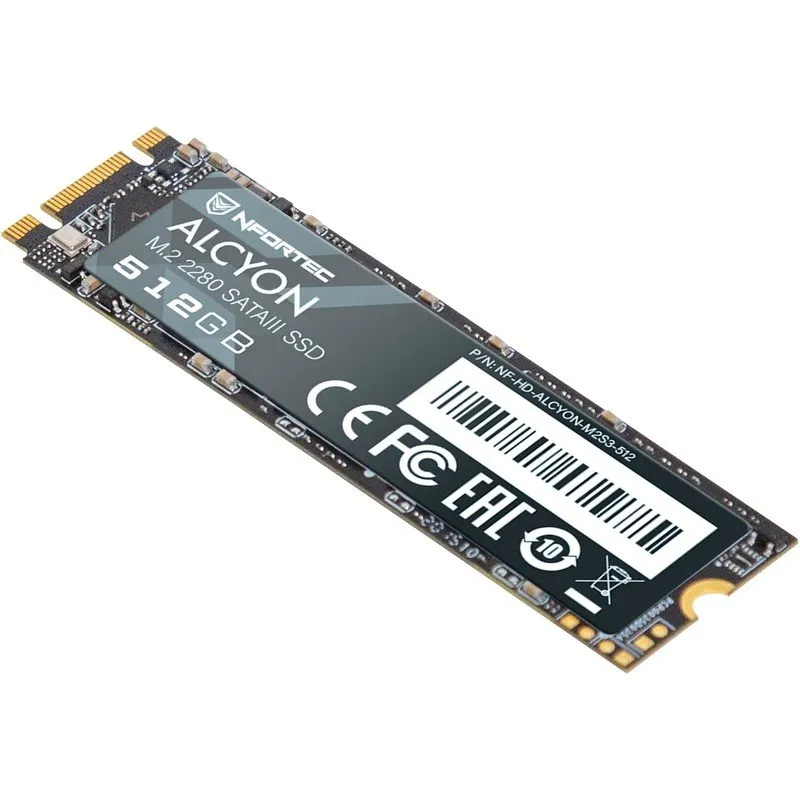 NFORTEC
ALCYON
M.2 2280 SATAIII SSD
512GB
P/N: NF-HD-ALCYON-M2S3-512
CE FC EAC 10